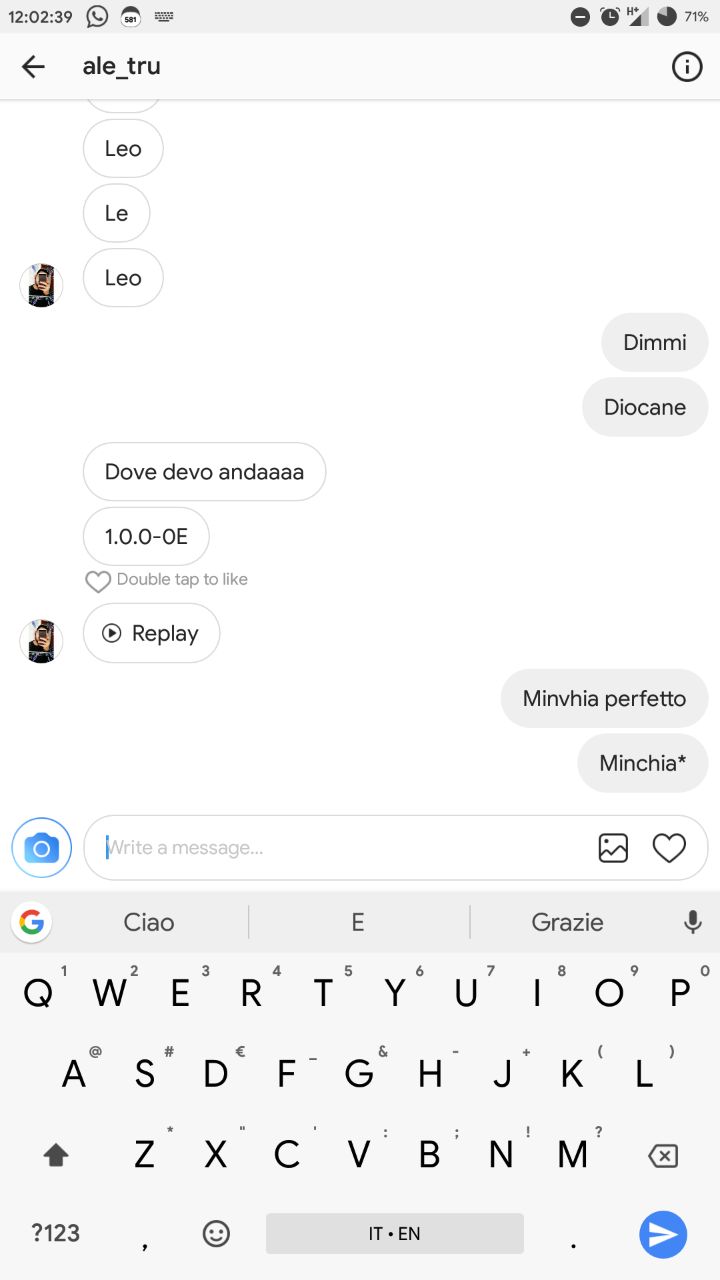 12:02:39 581 H+ 71%
ale_tru
Leo
Le
Leo
Dimmi
Diocane
Dove devo andaaaa
1.0.0-0E
Double tap to like
Replay
Minvhia perfetto
Minchia*
Write a message...
Ciao E Grazie
1 2 3 4 5 6 7 8 9 0
Q W E R T Y U I O P
@ # € _ & - + ( )
A S D F G H J K L
* " ' : ; ! ?
Z X C V B N M
?123 , IT • EN .